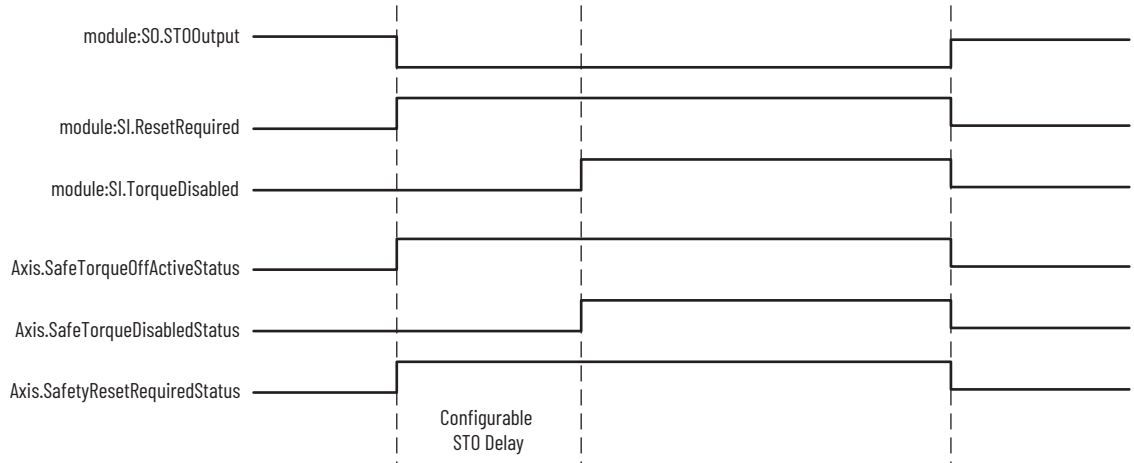 module:SO.STOOutput
module:SI.ResetRequired
module:SI.TorqueDisabled
Axis.SafeTorqueOffActiveStatus
Axis.SafeTorqueDisabledStatus
Axis.SafetyResetRequiredStatus
Configurable
STO Delay